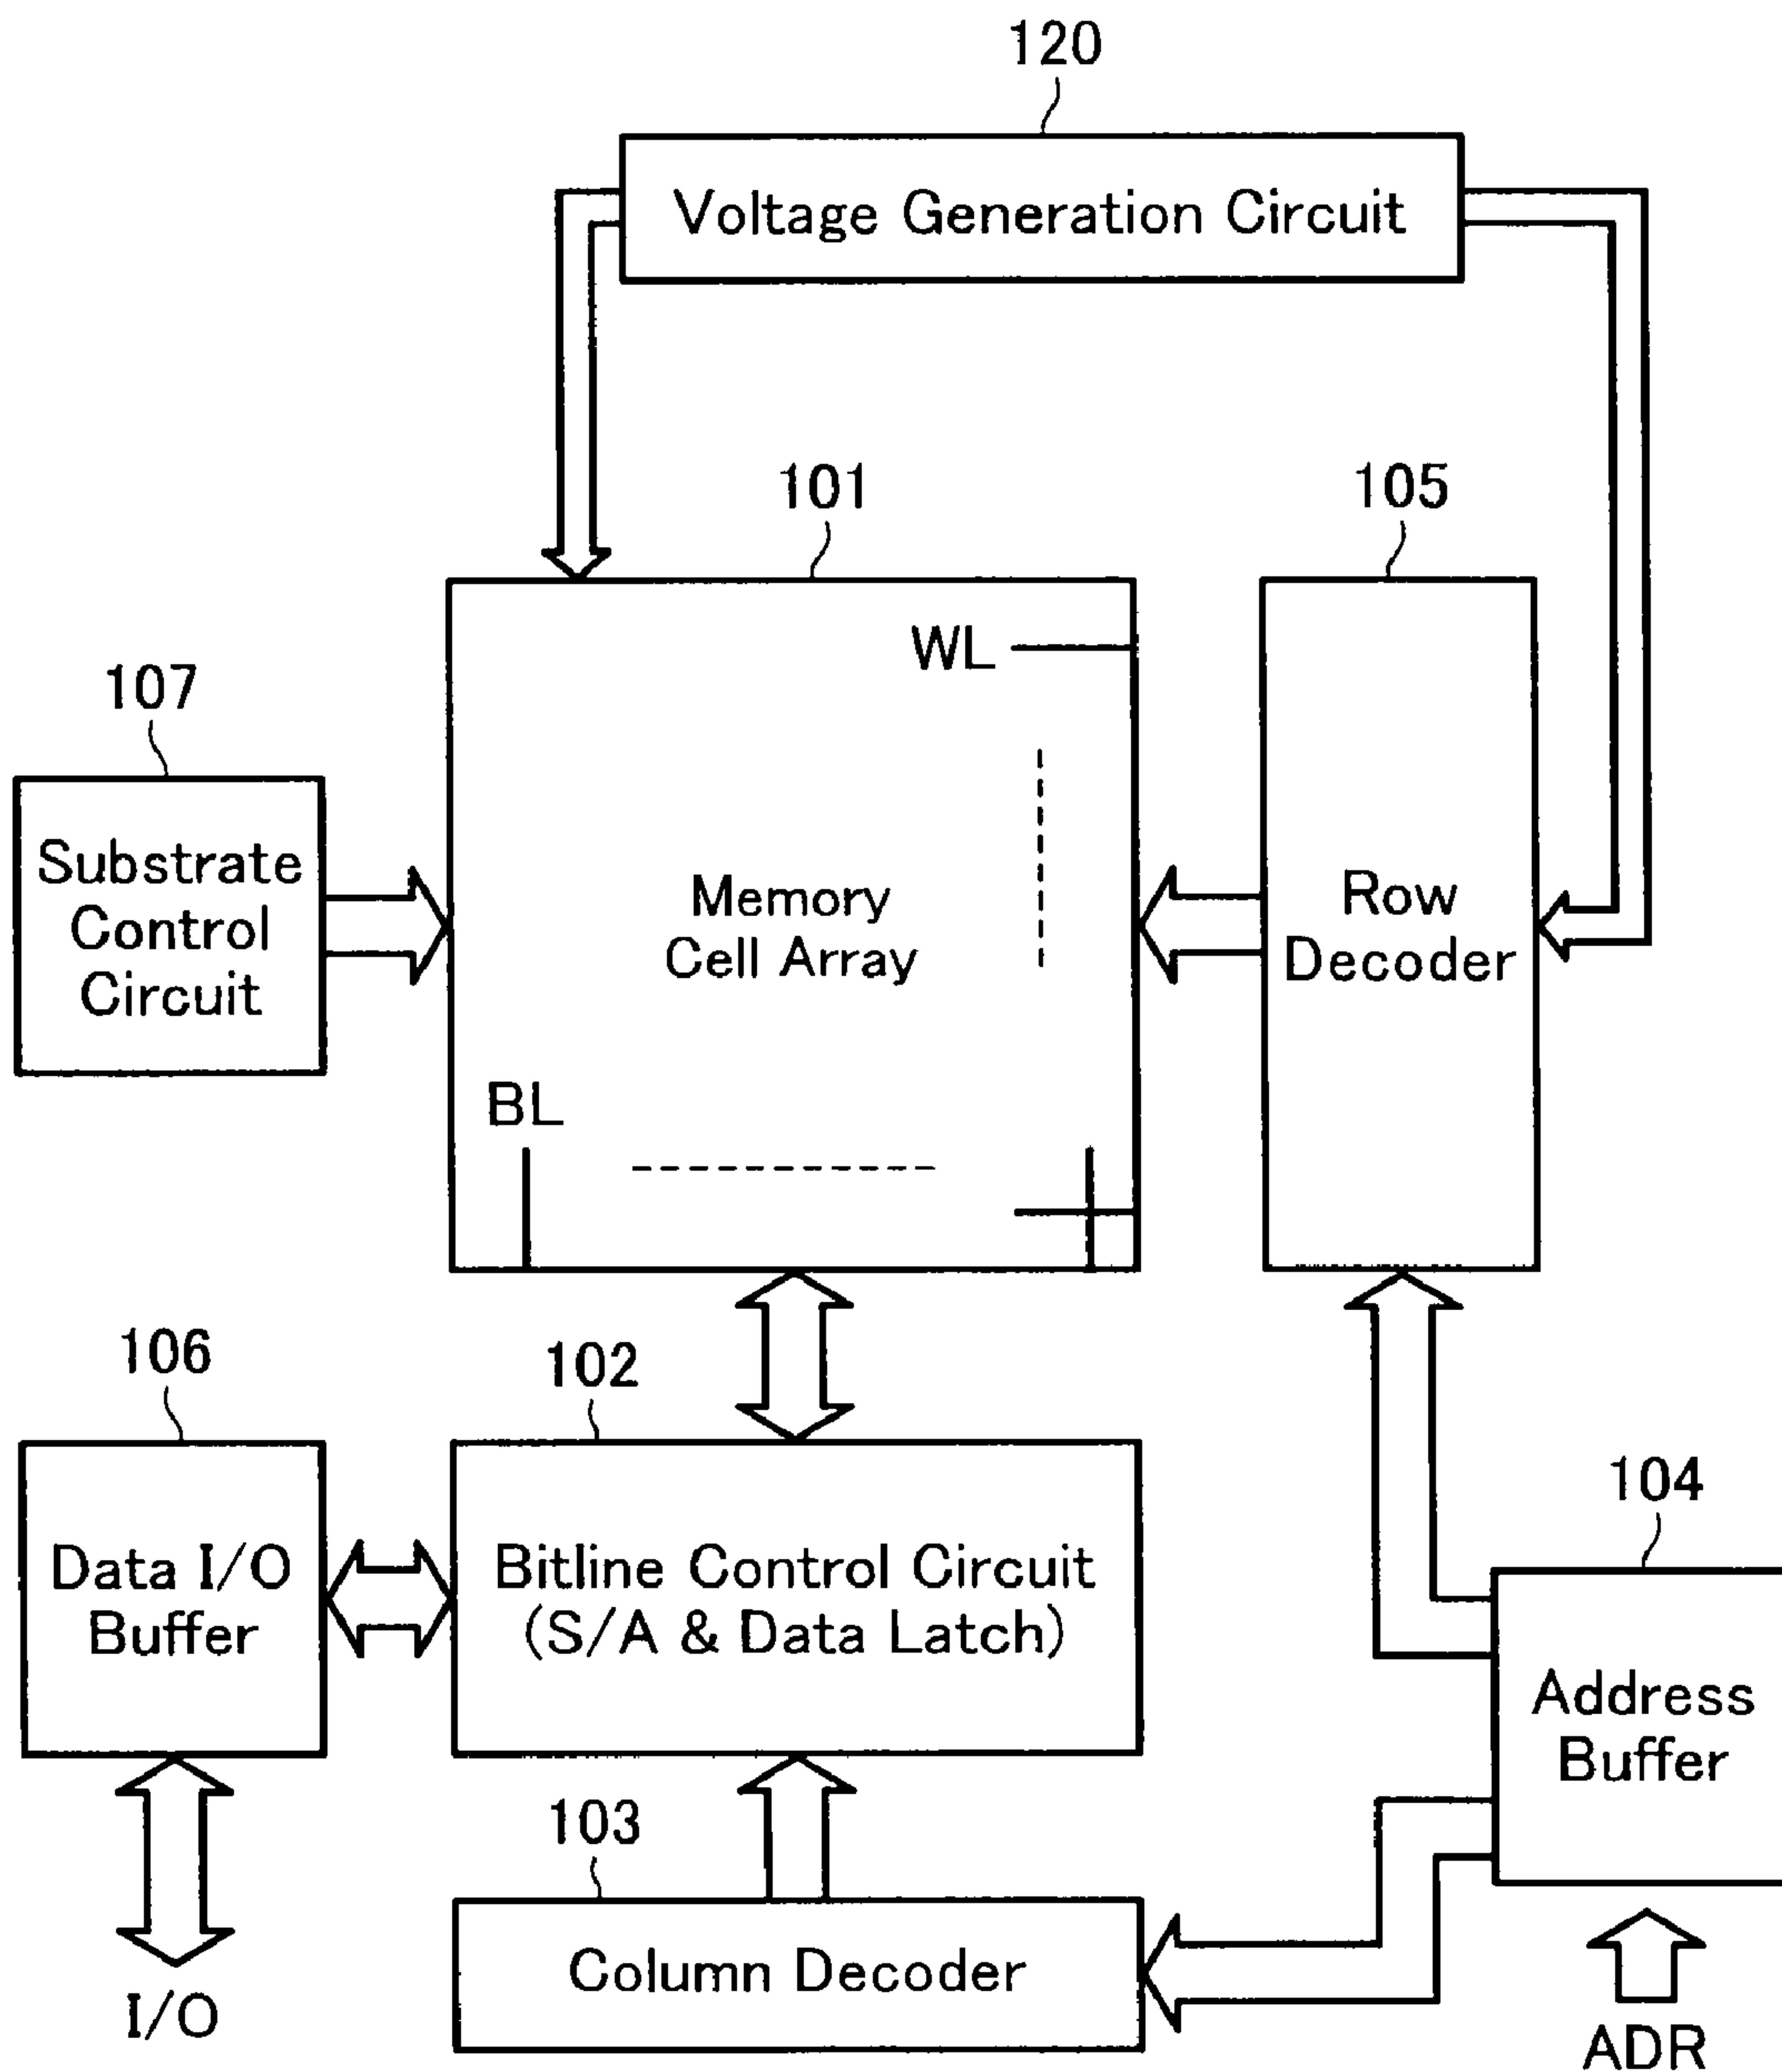 120
Voltage Generation Circuit
101
105
WL
107
Substrate
Control
Circuit
Memory
Cell Array
Row
Decoder
BL
106
102
104
Data I/O
Buffer
Bitline Control Circuit
(S/A & Data Latch)
Address
Buffer
103
Column Decoder
I/O
ADR